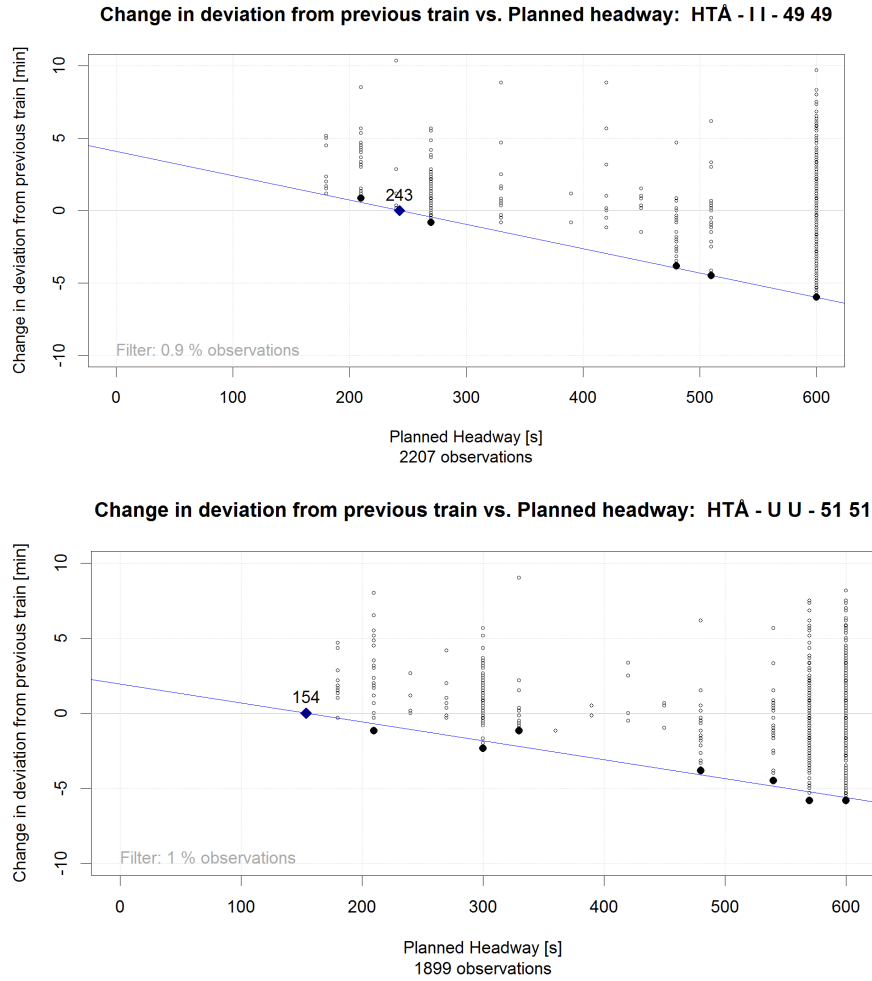 Change in deviation from previous train vs. Planned headway:  HTÅ - I I - 49 49
Change in deviation from previous train [min]
10
5
0
-5
-10
243
Filter: 0.9 % observations
0 100 200 300 400 500 600
Planned Headway [s]
2207 observations
Change in deviation from previous train vs. Planned headway:  HTÅ - U U - 51 51
Change in deviation from previous train [min]
10
5
0
-5
-10
154
Filter: 1 % observations
0 100 200 300 400 500 600
Planned Headway [s]
1899 observations